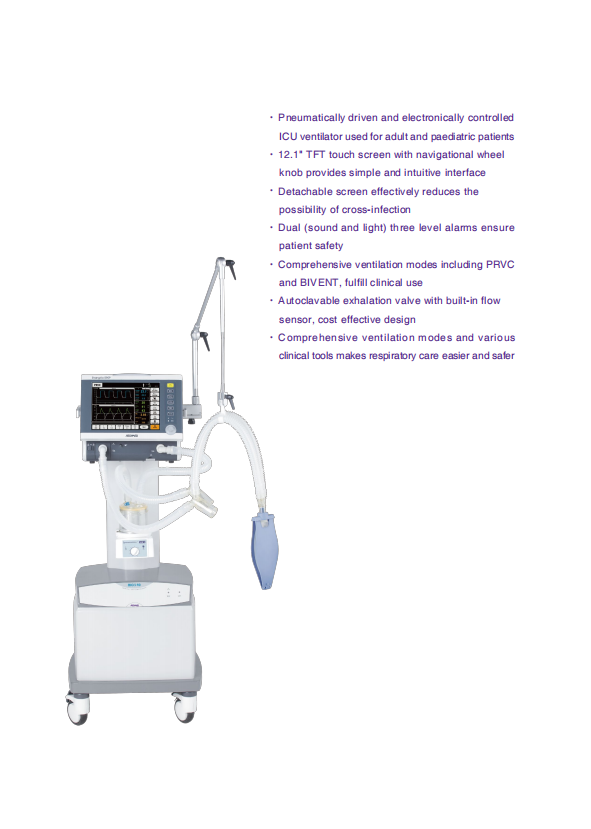 • Pneumatically driven and electronically controlled
ICU ventilator used for adult and paediatric patients
• 12.1" TFT touch screen with navigational wheel
knob provides simple and intuitive interface
• Detachable screen effectively reduces the
possibility of cross-infection
• Dual (sound and light) three level alarms ensure
patient safety
• Comprehensive ventilation modes including PRVC
and BIVENT, fulfill clinical use
• Autoclavable exhalation valve with built-in flow
sensor, cost effective design
• Comprehensive ventilation modes and various
clinical tools makes respiratory care easier and safer